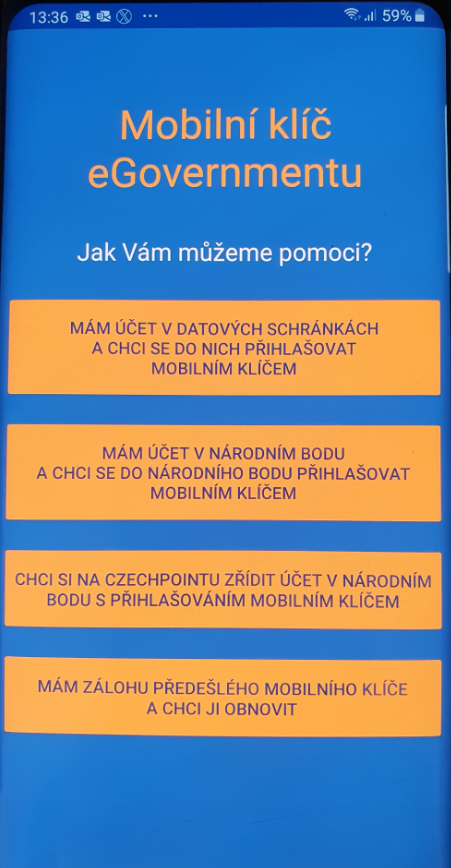 13:36 59%
Mobilní klíč
eGovernmentu
Jak Vám můžeme pomoci?
MÁM ÚČET V DATOVÝCH SCHRÁNKÁCH
A CHCI SE DO NICH PŘIHLAŠOVAT
MOBILNÍM KLÍČEM
MÁM ÚČET V NÁRODNÍM BODU
A CHCI SE DO NÁRODNÍHO BODU PŘIHLAŠOVAT
MOBILNÍM KLÍČEM
CHCI SI NA CZECHPOINTU ZŘÍDIT ÚČET V NÁRODNÍM
BODU S PŘIHLAŠOVÁNÍM MOBILNÍM KLÍČEM
MÁM ZÁLOHU PŘEDEŠLÉHO MOBILNÍHO KLÍČE
A CHCI JI OBNOVIT